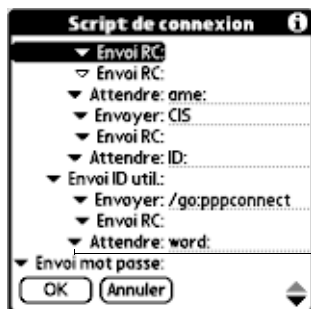 Script de connexion
Envoi RC:
Envoi RC:
Attendre: ame:
Envoyer: CIS
Envoi RC:
Attendre: ID:
Envoi ID util.:
Envoyer: /go:pppconnect
Envoi RC:
Attendre: word:
Envoi mot passe:
OK Annuler